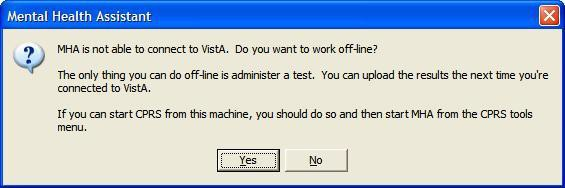 Mental Health Assistant
MHA is not able to connect to VistA. Do you want to work off-line?
The only thing you can do off-line is administer a test. You can upload the results the next time you're
connected to VistA.
If you can start CPRS from this machine, you should do so and then start MHA from the CPRS tools
menu.
Yes No